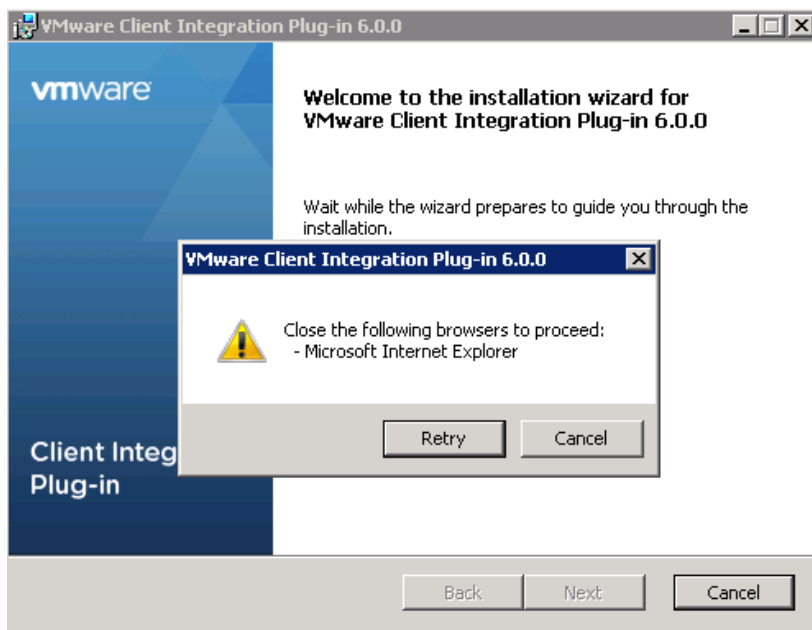 VMware Client Integration Plug-in 6.0.0
vmware
Welcome to the installation wizard for
VMware Client Integration Plug-in 6.0.0
Wait while the wizard prepares to guide you through the
installation.
VMware Client Integration Plug-in 6.0.0
Close the following browsers to proceed:
- Microsoft Internet Explorer
Retry
Cancel
Client Integ
Plug-in
Back
Next
Cancel